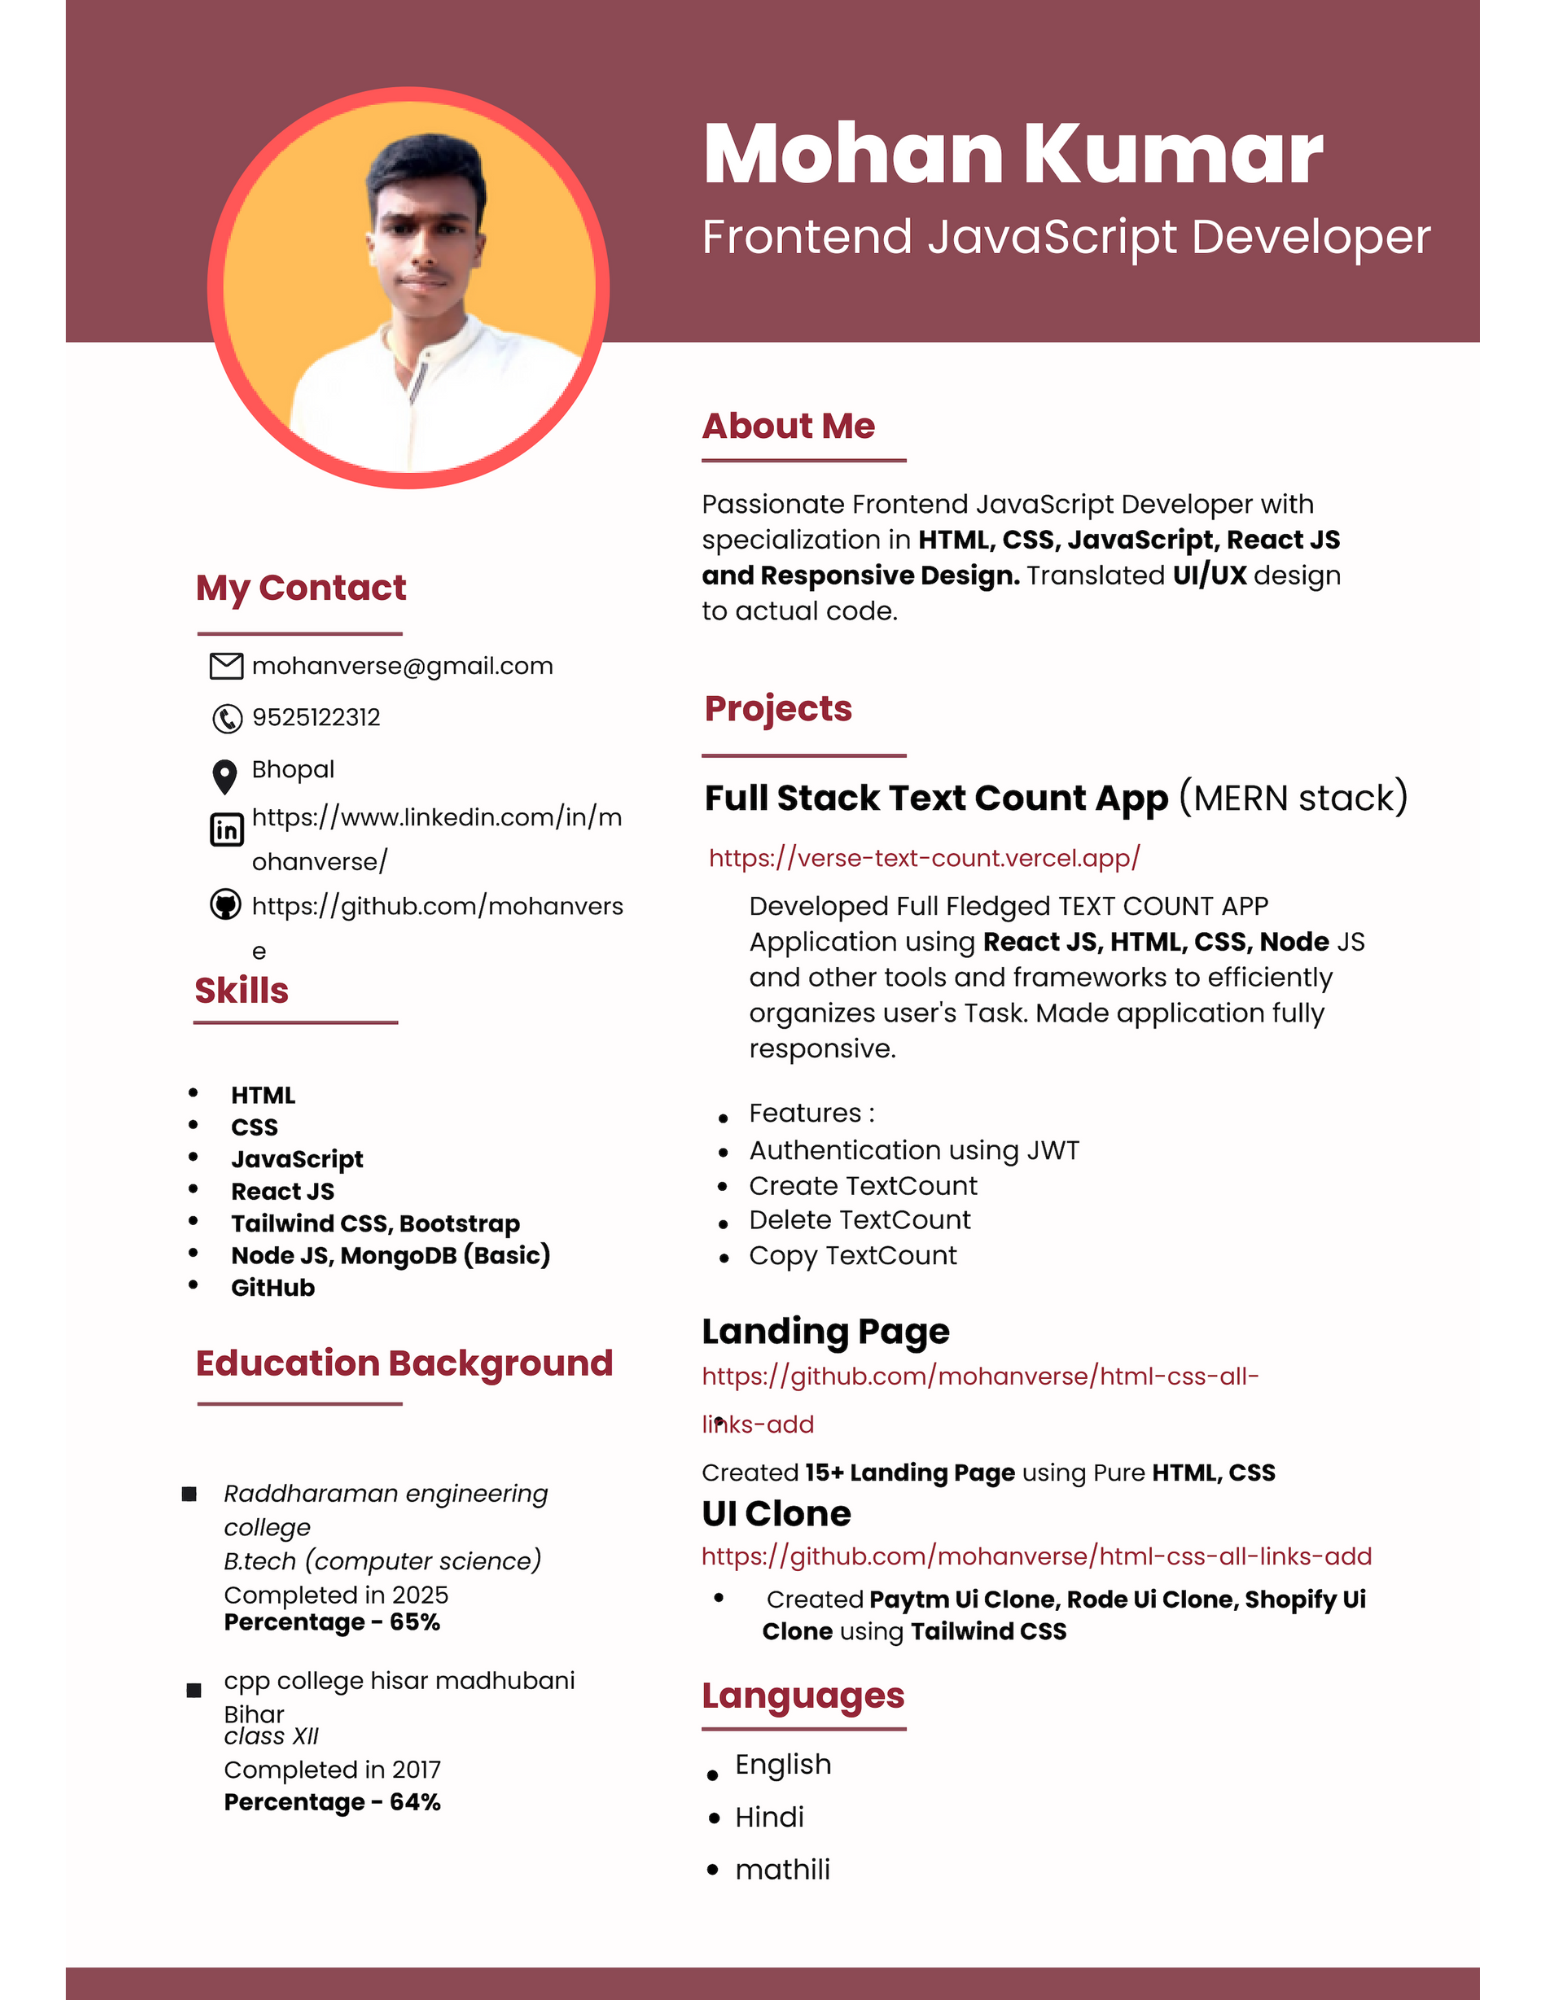 Mohan Kumar
Frontend JavaScript Developer
My Contact
mohanverse@gmail.com
9525122312
Bhopal
https://www.linkedin.com/in/m
ohanverse/
https://github.com/mohanvers
e
Skills
• HTML
• CSS
• JavaScript
• React JS
• Tailwind CSS, Bootstrap
• Node JS, MongoDB (Basic)
• GitHub
Education Background
Raddharaman engineering
college
B.tech (computer science)
Completed in 2025
Percentage - 65%
cpp college hisar madhubani
Bihar
class XII
Completed in 2017
Percentage - 64%
About Me
Passionate Frontend JavaScript Developer with
specialization in HTML, CSS, JavaScript, React JS
and Responsive Design. Translated UI/UX design
to actual code.
Projects
Full Stack Text Count App (MERN stack)
https://verse-text-count.vercel.app/
Developed Full Fledged TEXT COUNT APP
Application using React JS, HTML, CSS, Node JS
and other tools and frameworks to efficiently
organizes user's Task. Made application fully
responsive.
• Features :
• Authentication using JWT
• Create TextCount
• Delete TextCount
• Copy TextCount
Landing Page
https://github.com/mohanverse/html-css-all-
links-add
Created 15+ Landing Page using Pure HTML, CSS
UI Clone
https://github.com/mohanverse/html-css-all-links-add
• Created Paytm Ui Clone, Rode Ui Clone, Shopify Ui
Clone using Tailwind CSS
Languages
• English
• Hindi
• mathili